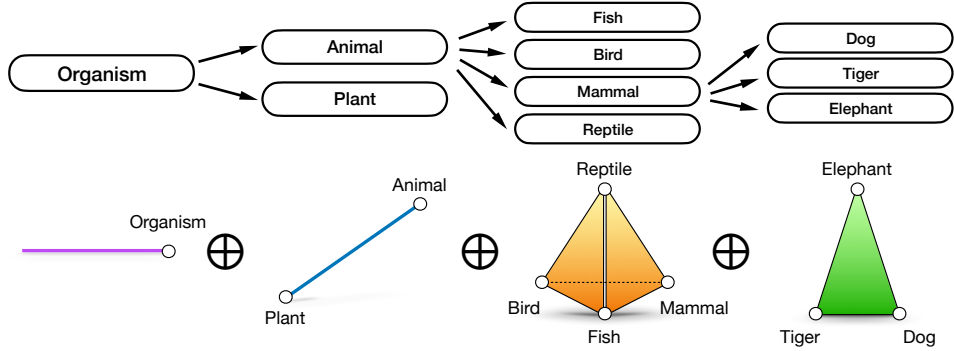 Organism
Animal
Plant
Fish
Bird
Mammal
Reptile
Dog
Tiger
Elephant
Organism
Animal
Plant
Reptile
Bird
Mammal
Fish
Elephant
Tiger
Dog